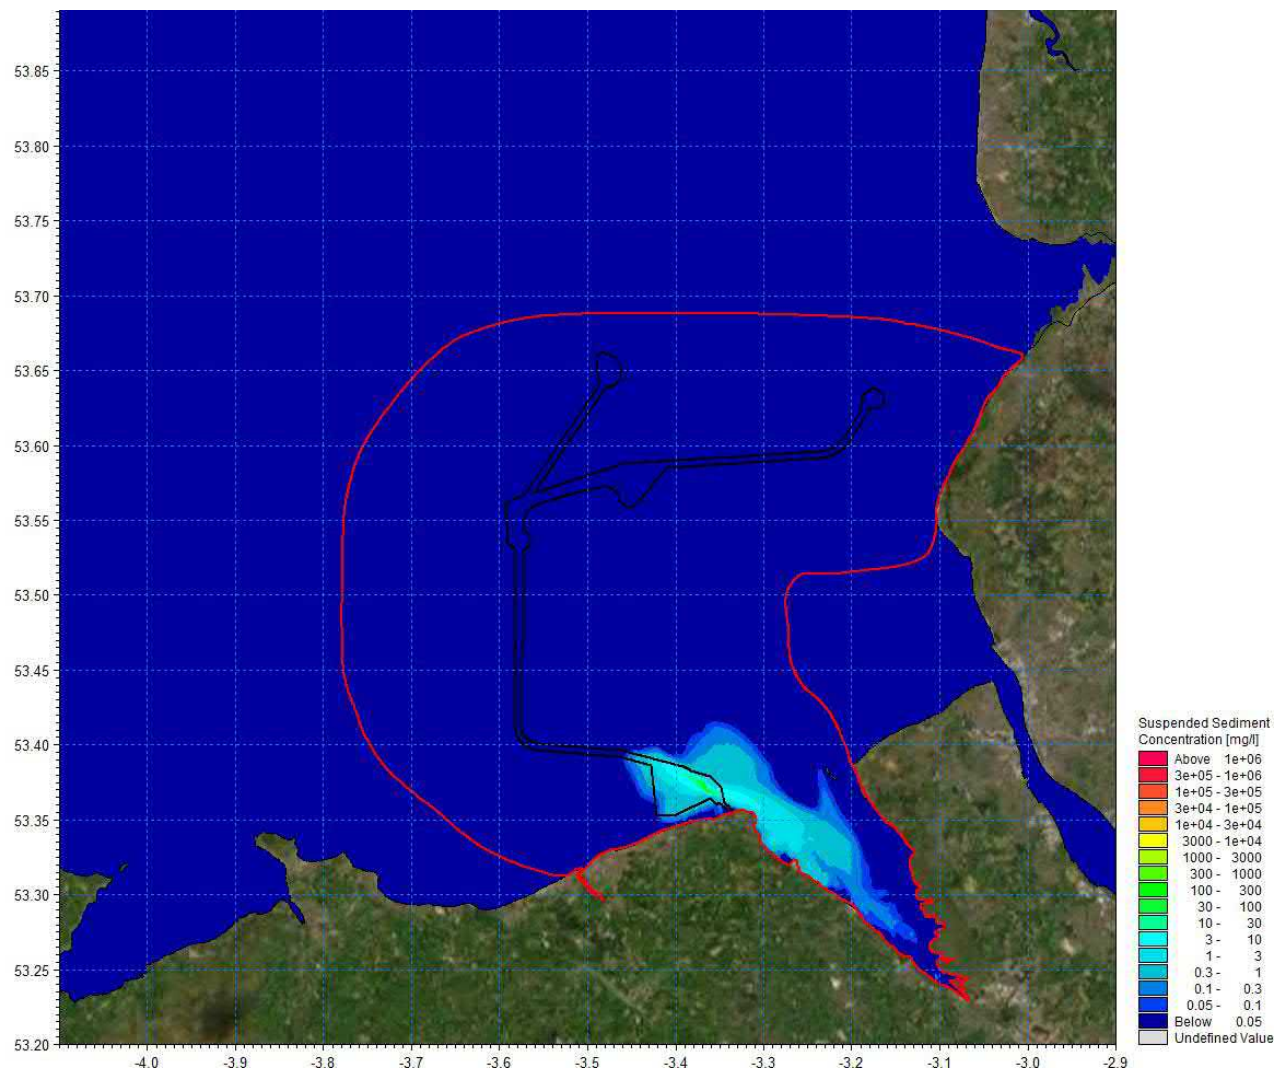 53.85
53.80
53.75
53.70
53.65
53.60
53.55
53.50
53.45
53.40
53.35
53.30
53.25
53.20
-4.0 -3.9 -3.8 -3.7 -3.6 -3.5 -3.4 -3.3 -3.2 -3.1 -3.0 -2.9
Suspended Sediment
Concentration [mg/l]
Above 1e+06
3e+05 - 1e+06
1e+05 - 3e+05
3e+04 - 1e+05
1e+04 - 3e+04
3000 - 1e+04
1000 - 3000
300 - 1000
100 - 300
30 - 100
10 - 30
3 - 10
1 - 3
0.3 - 1
0.1 - 0.3
0.05 - 0.1
Below 0.05
Undefined Value